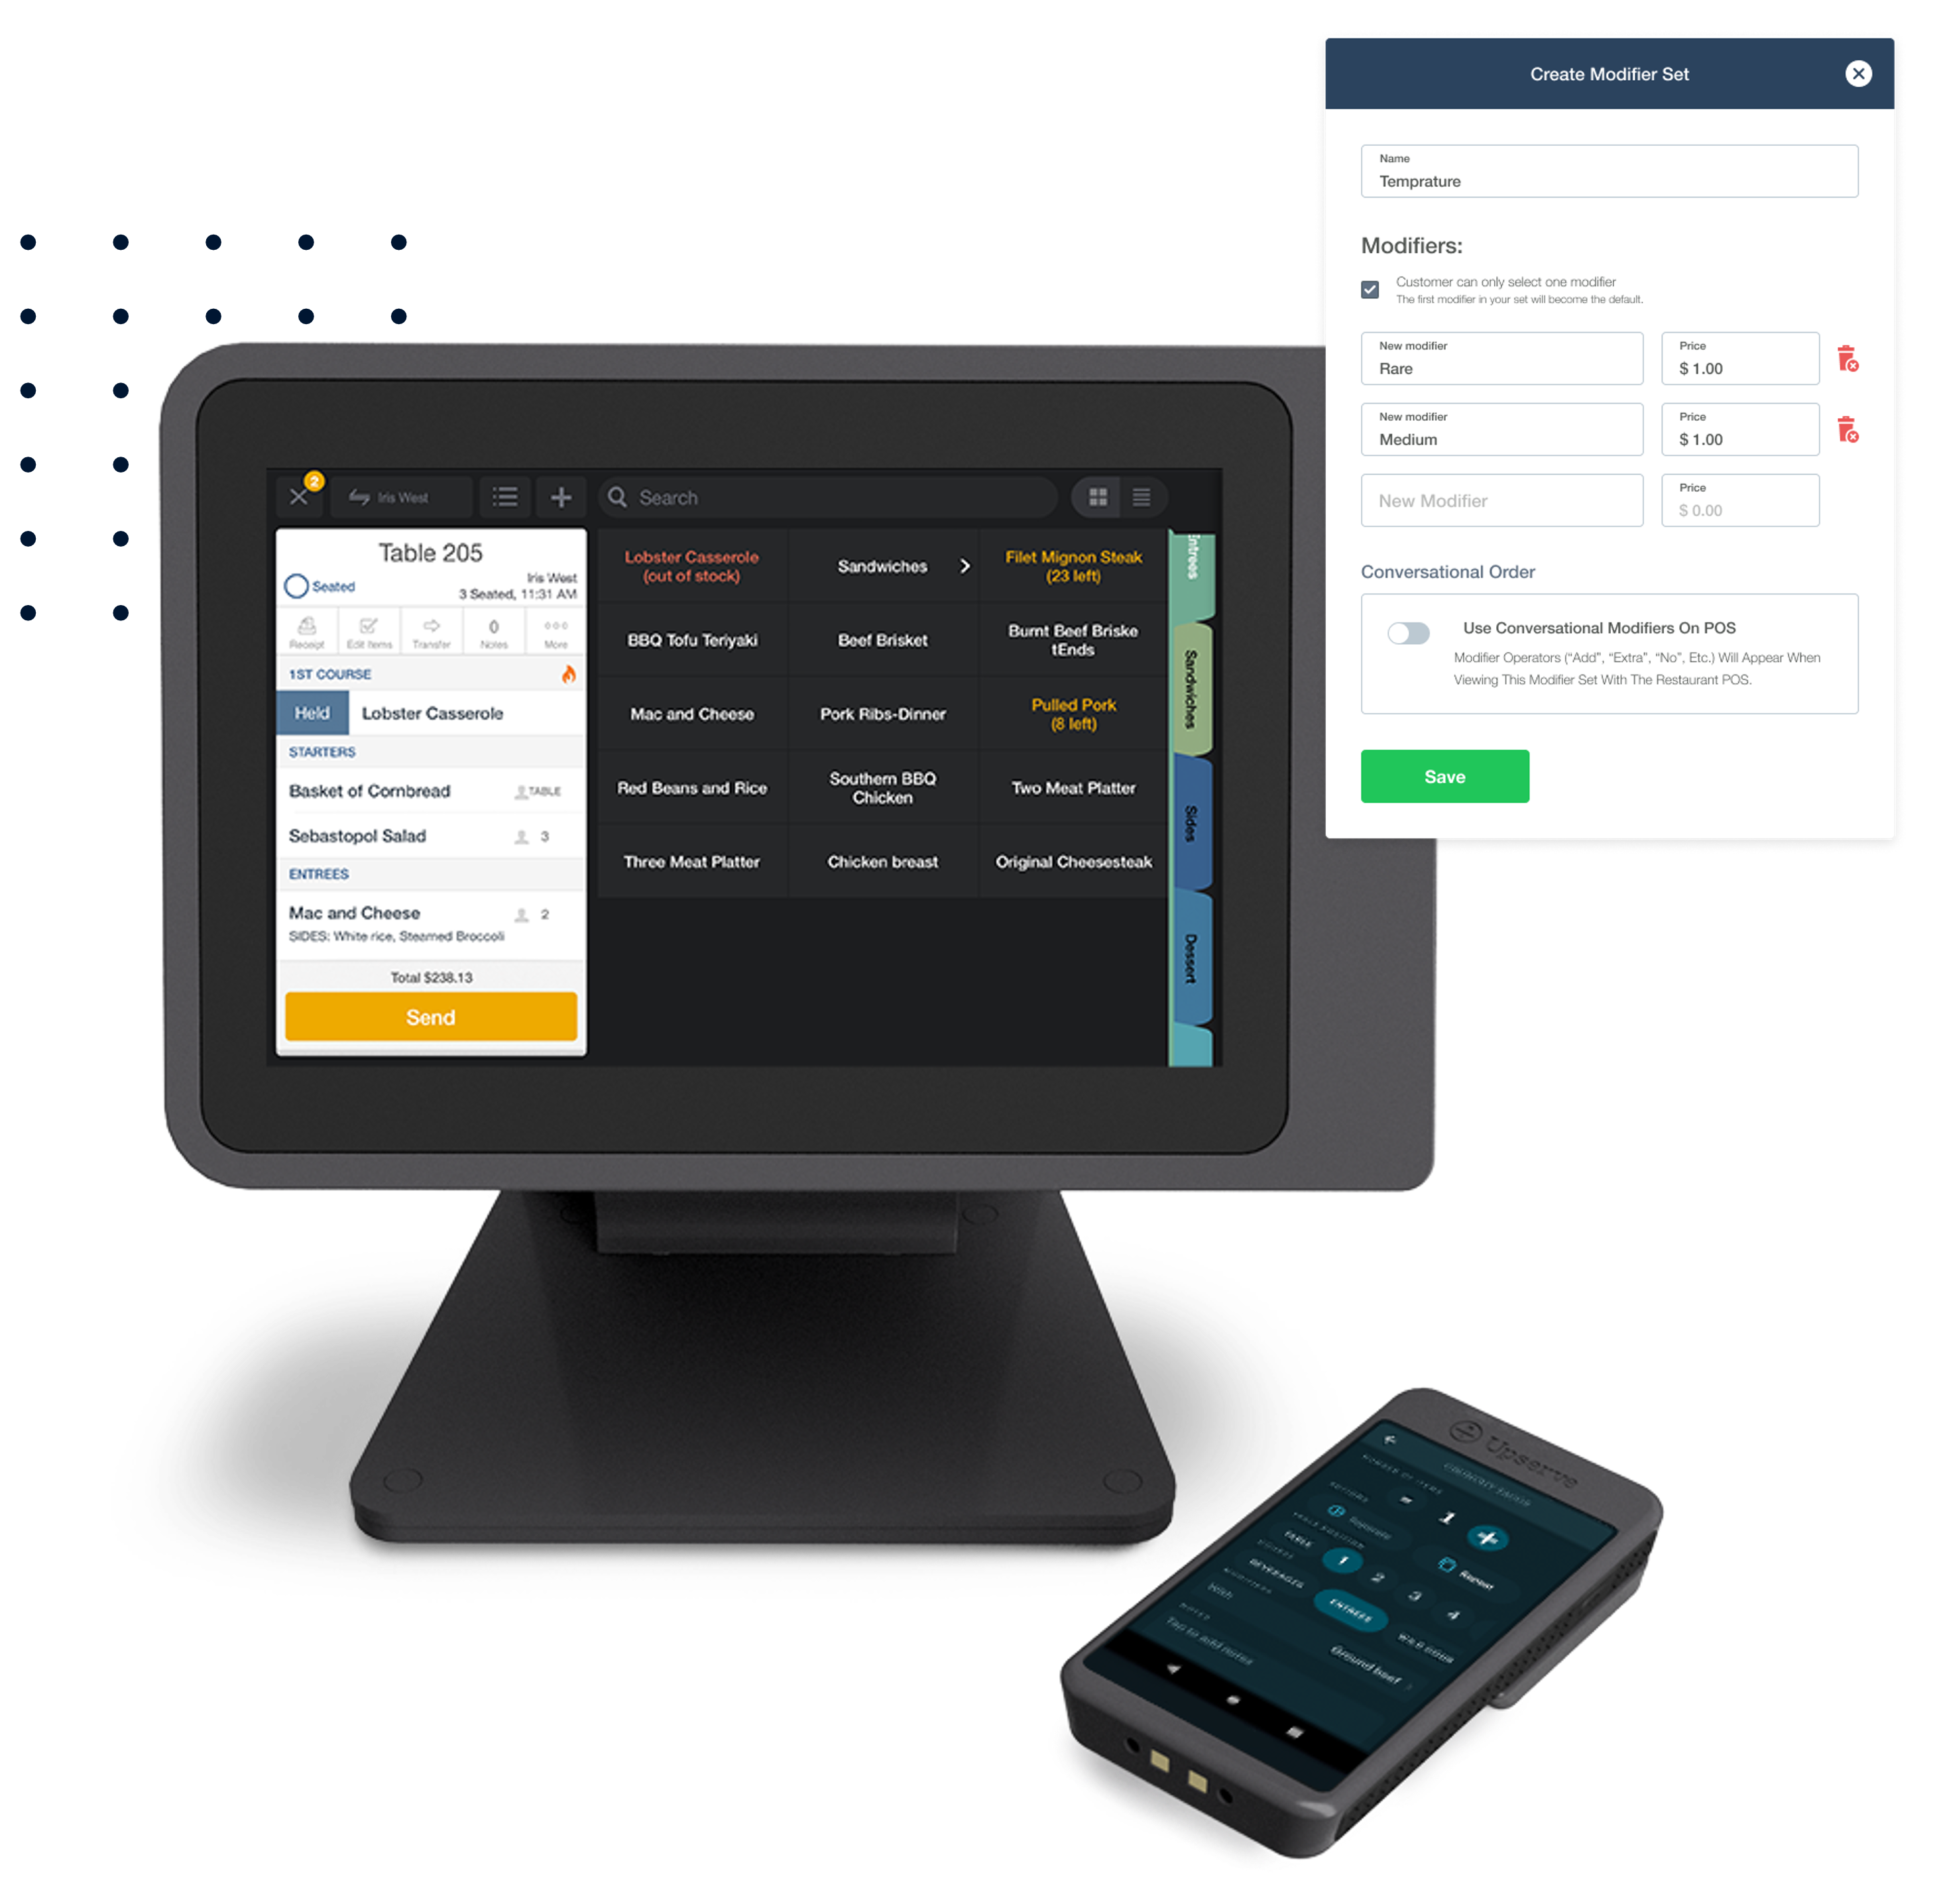 Create Modifier Set
Name
Temprature
Modifiers:
Customer can only select one modifier
The first modifier in your set will become the default.
New modifier
Rare
Price
$ 1.00
New modifier
Medium
Price
$ 1.00
New Modifier
Price
$ 0.00
Conversational Order
Use Conversational Modifiers On POS
Modifier Operators (“Add”, “Extra”, “No”, Etc.) Will Appear When
Viewing This Modifier Set With The Restaurant POS.
Save
2
Iris West
Search
Table 205
Seated
Iris West
3 Seated, 11:31 AM
Receipt
Edit Items
Transfer
Notes
More
1ST COURSE
Held
Lobster Casserole
STARTERS
Basket of Cornbread
TABLE
Sebastopol Salad
3
ENTREES
Mac and Cheese
2
SIDES: White rice, Steamed Broccoli
Total $238.13
Send
Lobster Casserole
(out of stock)
Sandwiches
Filet Mignon Steak
(23 left)
BBQ Tofu Teriyaki
Beef Brisket
Burnt Beef Briske
tEnds
Mac and Cheese
Pork Ribs-Dinner
Pulled Pork
(8 left)
Red Beans and Rice
Southern BBQ
Chicken
Two Meat Platter
Three Meat Platter
Chicken breast
Original Cheesesteak
Entrees
Sandwiches
Sides
Dessert
Upserve
1
Repeat
TABLE
1
2
3
4
BEVERAGES
ENTREES
With
Ground beef
Tap to add notes